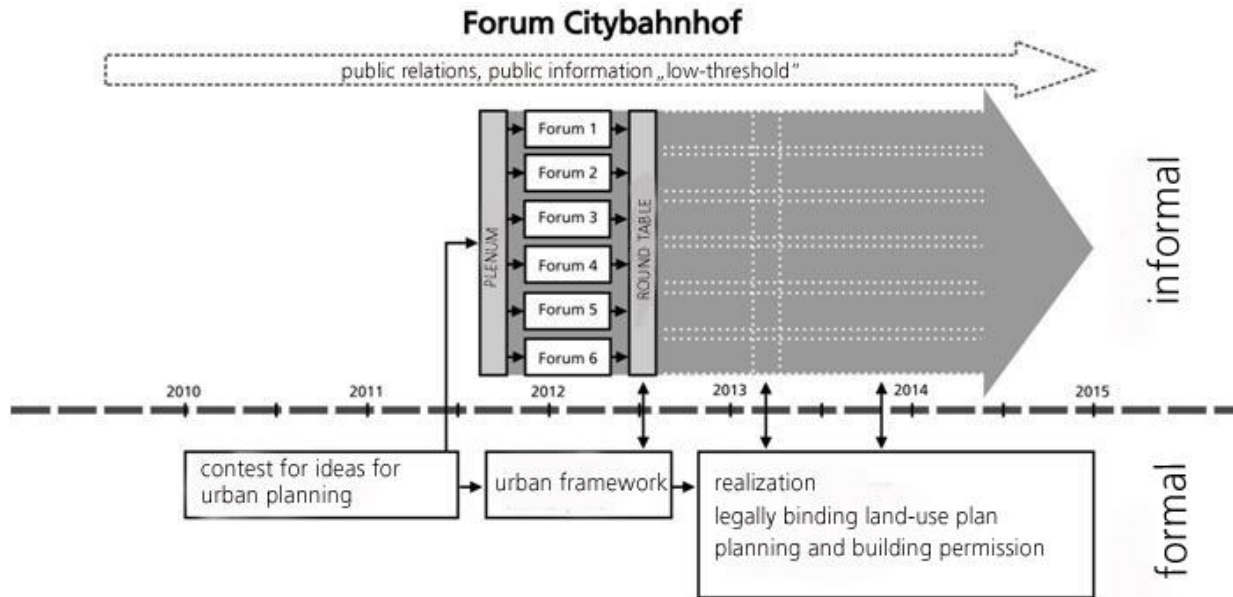 Forum Citybahnhof
public relations, public information „low-threshold"
PLENUM
Forum 1
Forum 2
Forum 3
Forum 4
Forum 5
Forum 6
ROUND TABLE
informal
2010
2011
2012
2013
2014
2015
contest for ideas for
urban planning
urban framework
realization
legally binding land-use plan
planning and building permission
formal